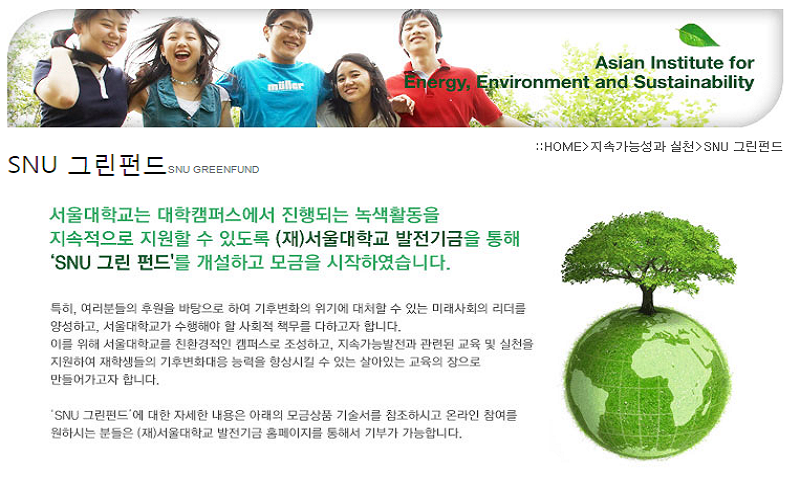 Asian Institute for
Energy, Environment and Sustainability
müller
::HOME>지속가능성과 실천>SNU 그린펀드
SNU 그린펀드 SNU GREENFUND
서울대학교는 대학캠퍼스에서 진행되는 녹색활동을
지속적으로 지원할 수 있도록 (재)서울대학교 발전기금을 통해
'SNU 그린 펀드'를 개설하고 모금을 시작하였습니다.
특히, 여러분들의 후원을 바탕으로 하여 기후변화의 위기에 대처할 수 있는 미래사회의 리더를
양성하고, 서울대학교가 수행해야 할 사회적 책무를 다하고자 합니다.
이를 위해 서울대학교를 친환경적인 캠퍼스로 조성하고, 지속가능발전과 관련된 교육 및 실천을
지원하여 재학생들의 기후변화대응 능력을 향상시킬 수 있는 살아있는 교육의 장으로
만들어가고자 합니다.
'SNU 그린펀드'에 대한 자세한 내용은 아래의 모금상품 기술서를 참조하시고 온라인 참여를
원하시는 분들은 (재)서울대학교 발전기금 홈페이지를 통해서 기부가 가능합니다.